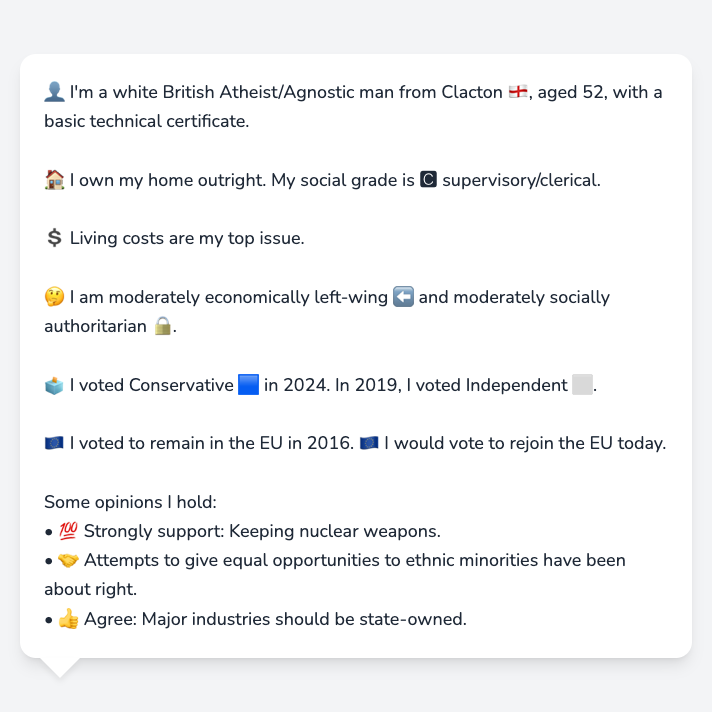 👤 I'm a white British Atheist/Agnostic man from Clacton 🏴󠁧󠁢󠁥󠁮󠁧󠁿, aged 52, with a
basic technical certificate.
🏠 I own my home outright. My social grade is 🅲 supervisory/clerical.
💲 Living costs are my top issue.
🤔 I am moderately economically left-wing ⬅️ and moderately socially
authoritarian 🔒.
🗳️ I voted Conservative 🟦 in 2024. In 2019, I voted Independent ⬜.
🇪🇺 I voted to remain in the EU in 2016. 🇪🇺 I would vote to rejoin the EU today.
Some opinions I hold:
• 💯 Strongly support: Keeping nuclear weapons.
• 🤝 Attempts to give equal opportunities to ethnic minorities have been
about right.
• 👍 Agree: Major industries should be state-owned.